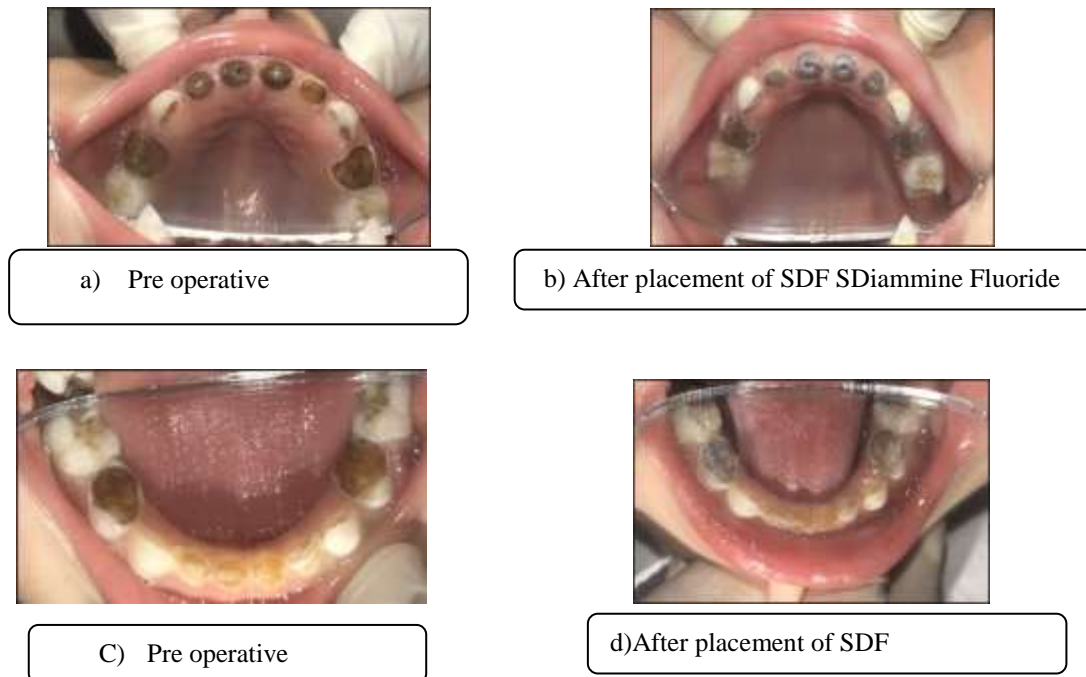 a) Pre operative
b) After placement of SDF SDiammine Fluoride
C) Pre operative
d)After placement of SDF